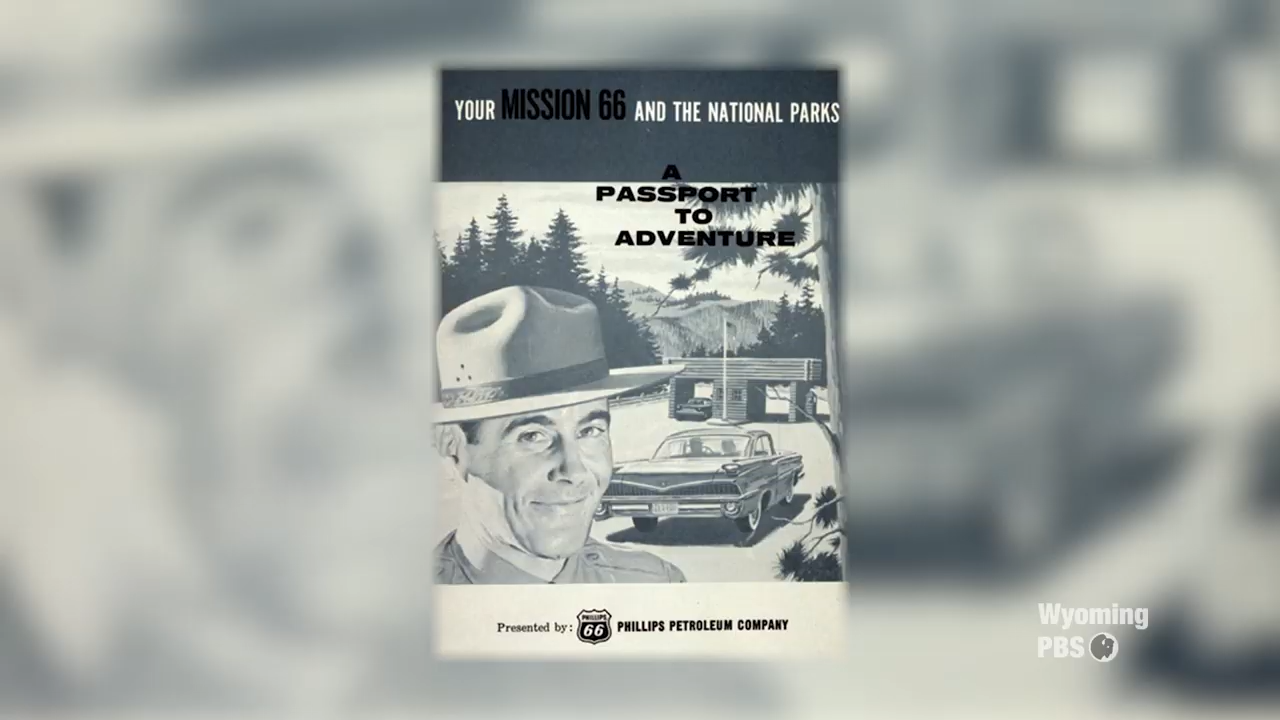 YOUR MISSION 66 AND THE NATIONAL PARKS
A
PASSPORT
TO
ADVENTURE
Presented by: PHILLIPS 66 PHILLIPS PETROLEUM COMPANY
Wyoming
PBS